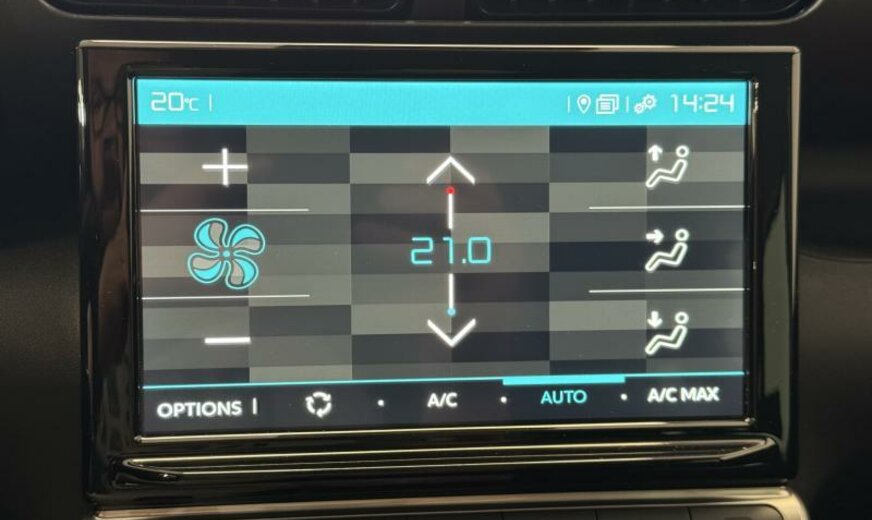 20°C
14:24
21.0
OPTIONS A/C AUTO A/C MAX